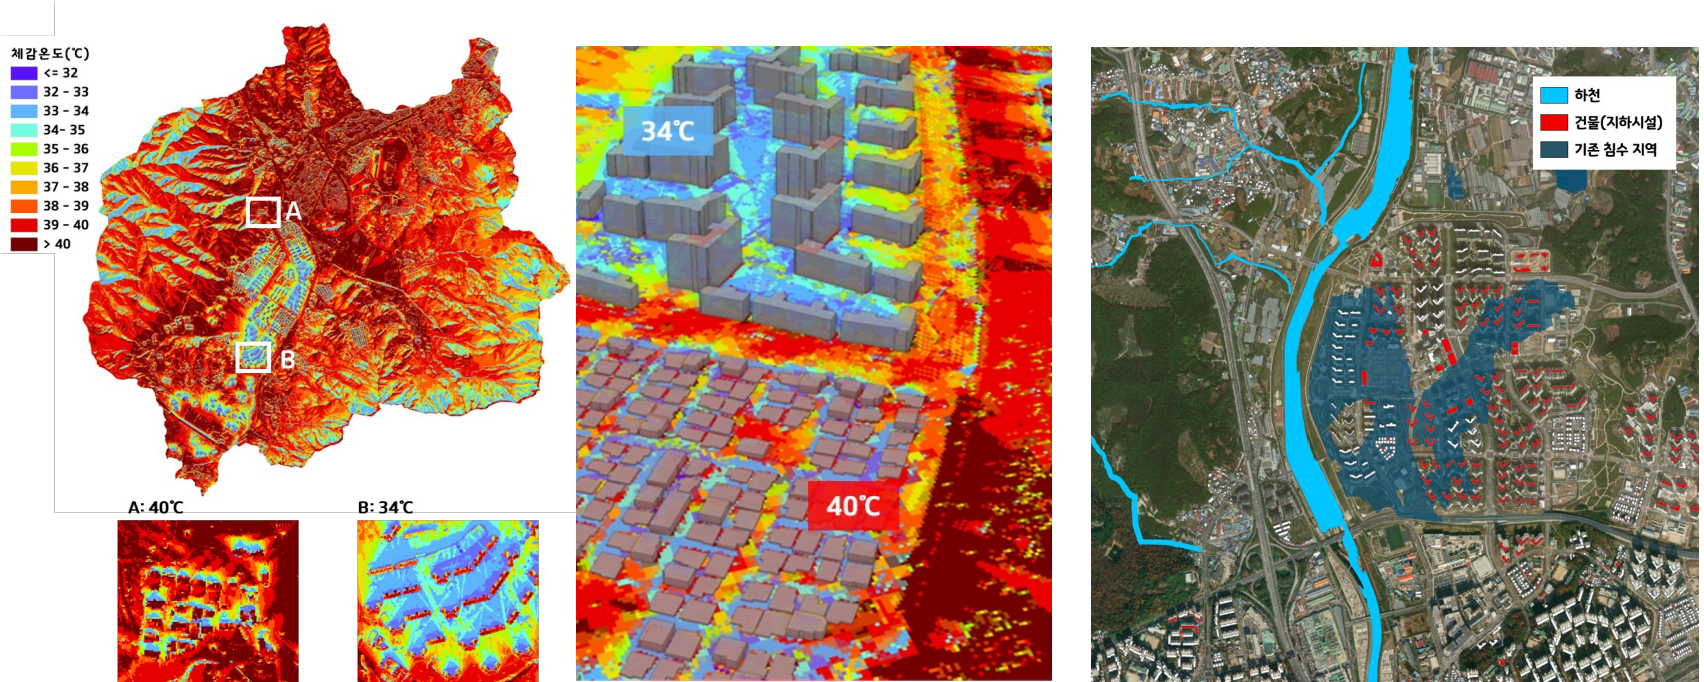 체감온도(℃)
<= 32
32 - 33
33 - 34
34- 35
35 - 36
36 - 37
37 - 38
38 - 39
39 - 40
> 40
A
B
A: 40℃
B: 34℃
34℃
40℃
하천
건물(지하시설)
기존 침수 지역